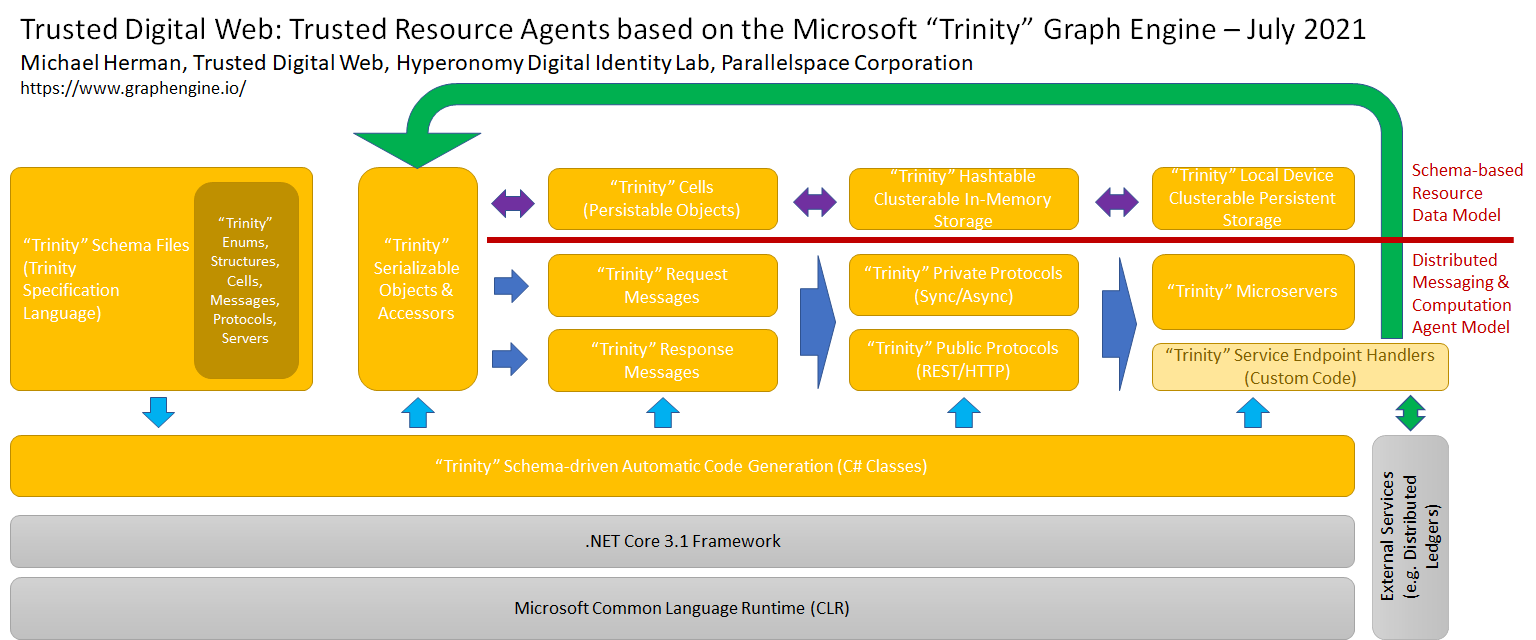 Trusted Digital Web: Trusted Resource Agents based on the Microsoft “Trinity” Graph Engine – July 2021
Michael Herman, Trusted Digital Web, Hyperonomy Digital Identity Lab, Parallelspace Corporation
https://www.graphengine.io/
“Trinity” Schema Files
(Trinity
Specification
Language)
“Trinity”
Enums,
Structures,
Cells,
Messages,
Protocols,
Servers
“Trinity”
Serializable
Objects &
Accessors
“Trinity” Cells
(Persistable Objects)
“Trinity” Hashtable
Clusterable In-Memory
Storage
“Trinity” Local Device
Clusterable Persistent
Storage
Schema-based
Resource
Data Model
“Trinity” Request
Messages
“Trinity” Private Protocols
(Sync/Async)
“Trinity” Microservers
Distributed
Messaging &
Computation
Agent Model
“Trinity” Response
Messages
“Trinity” Public Protocols
(REST/HTTP)
“Trinity” Service Endpoint Handlers
(Custom Code)
“Trinity” Schema-driven Automatic Code Generation (C# Classes)
.NET Core 3.1 Framework
Microsoft Common Language Runtime (CLR)
External Services
(e.g. Distributed
Ledgers)